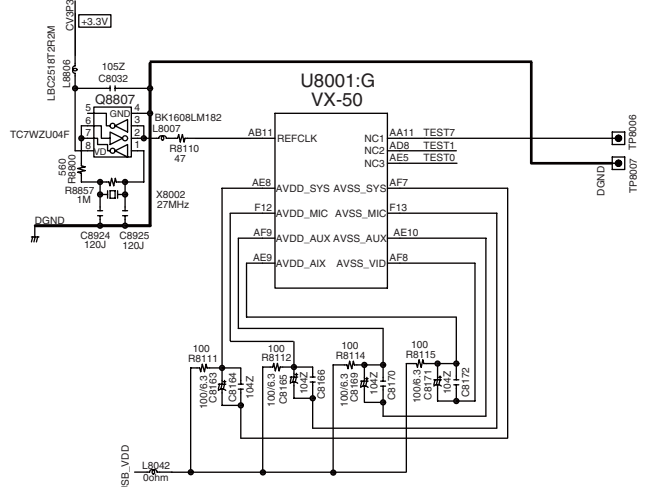 CV3P3
+3.3V
LBC2518T2R2M
L8806
105Z
C8032
Q8807
5 GND 4
6 3
7 2
8 VD 1
TC7WZU04F
BK1608LM182
L8007
R8110
47
560
R8800
R8857
1M
X8002
27MHz
DGND
C8924
120J
C8925
120J
U8001:G
VX-50
AB11 REFCLK
NC1 AA11 TEST7
NC2 AD8 TEST1
NC3 AE5 TEST0
AE8 AVDD_SYS AVSS_SYS AF7
F12 AVDD_MIC AVSS_MIC F13
AF9 AVDD_AUX AVSS_AUX AE10
AE9 AVDD_AIX AVSS_VID AF8
TP8006
DGND
TP8007
100
R8111
100/6.3
C8163
C8164
104Z
100
R8112
100/6.3
C8165
104Z
C8166
100
R8114
100/6.3
C8169
104Z
C8170
100
R8115
100/6.3
C8171
104Z
C8172
L8042
0ohm